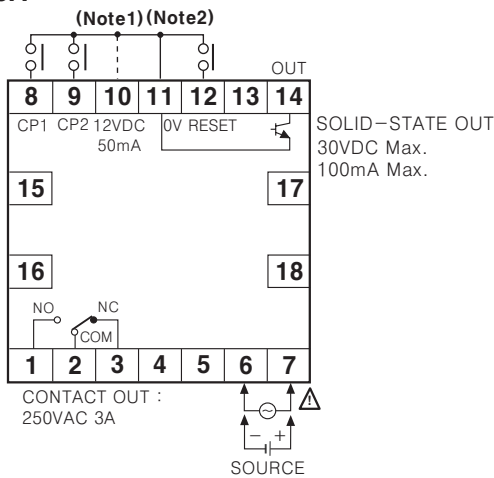 (Note1) (Note2)
OUT
8 9 10 11 12 13 14
CP1 CP2 12VDC 0V RESET
50mA
SOLID-STATE OUT
30VDC Max.
100mA Max.
15 17
16 18
NO NC
COM
1 2 3 4 5 6 7
CONTACT OUT :
250VAC 3A
− +
SOURCE